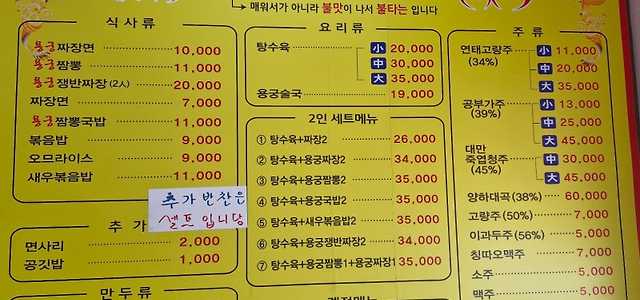 매워서가 아니라 불맛이 나서 불타는 입니다
식 사 류
용궁짜장면 10,000
용궁짬뽕 11,000
용궁쟁반짜장 (2人) 20,000
짜장면 7,000
용궁짬뽕국밥 11,000
볶음밥 9,000
오므라이스 9,000
새우볶음밥 11,000
추가 반찬은
셀프 입니당
추 가
면사리 2,000
공깃밥 1,000
만 두 류
요 리 류
탕수육 小 20,000
中 30,000
大 35,000
용궁술국 19,000
2인 세트메뉴
① 탕수육+짜장2 26,000
② 탕수육+용궁짜장2 34,000
③ 탕수육+용궁짬뽕2 35,000
④ 탕수육+용궁국밥2 35,000
⑤ 탕수육+새우볶음밥2 35,000
⑥ 탕수육+용궁쟁반짜장2 34,000
⑦ 탕수육+용궁짬뽕1+용궁짜장1 35,000
주 류
연태고량주 小 11,000
(34%) 中 20,000
大 35,000
공부가주 小 13,000
(39%) 中 25,000
大 45,000
대만
죽엽청주 中 30,000
(45%) 大 45,000
양하대곡 (38%) 60,000
고량주 (50%) 7,000
이과두주 (56%) 5,000
칭따오맥주 7,000
소주 5,000
맥주 5,000